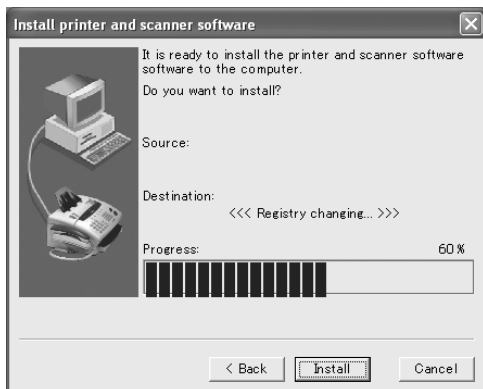 Install printer and scanner software
It is ready to install the printer and scanner software
software to the computer.
Do you want to install?
Source:
Destination:
<<< Registry changing... >>>
Progress:
60 %
< Back
Install
Cancel